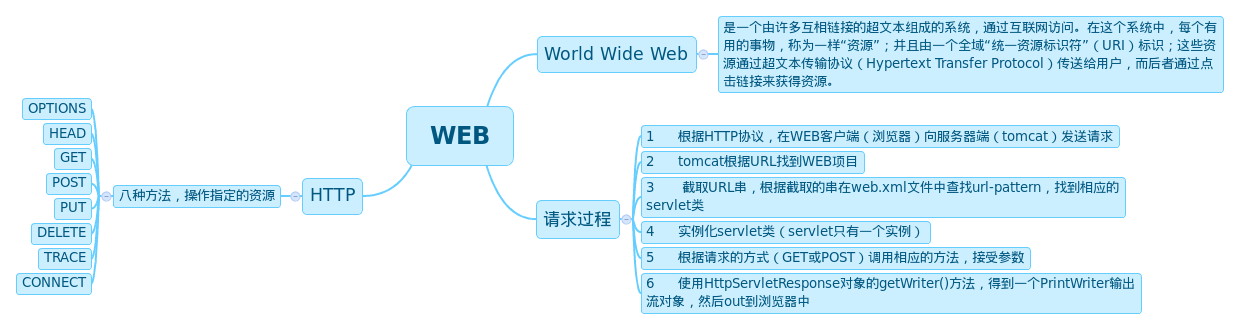 WEB
World Wide Web
是一个由许多互相链接的超文本组成的系统，通过互联网访问。在这个系统中，每个有
用的事物，称为一样“资源”；并且由一个全域“统一资源标识符”（URI）标识；这些资
源通过超文本传输协议（Hypertext Transfer Protocol）传送给用户，而后者通过点
击链接来获得资源。
请求过程
1 根据HTTP协议，在WEB客户端（浏览器）向服务器端（tomcat）发送请求
2 tomcat根据URL找到WEB项目
3 截取URL串，根据截取的串在web.xml文件中查找url-pattern，找到相应的
servlet类
4 实例化servlet类（servlet只有一个实例）
5 根据请求的方式（GET或POST）调用相应的方法，接受参数
6 使用HttpServletResponse对象的getWriter()方法，得到一个PrintWriter输出
流对象，然后out到浏览器中
HTTP
八种方法，操作指定的资源
OPTIONS
HEAD
GET
POST
PUT
DELETE
TRACE
CONNECT